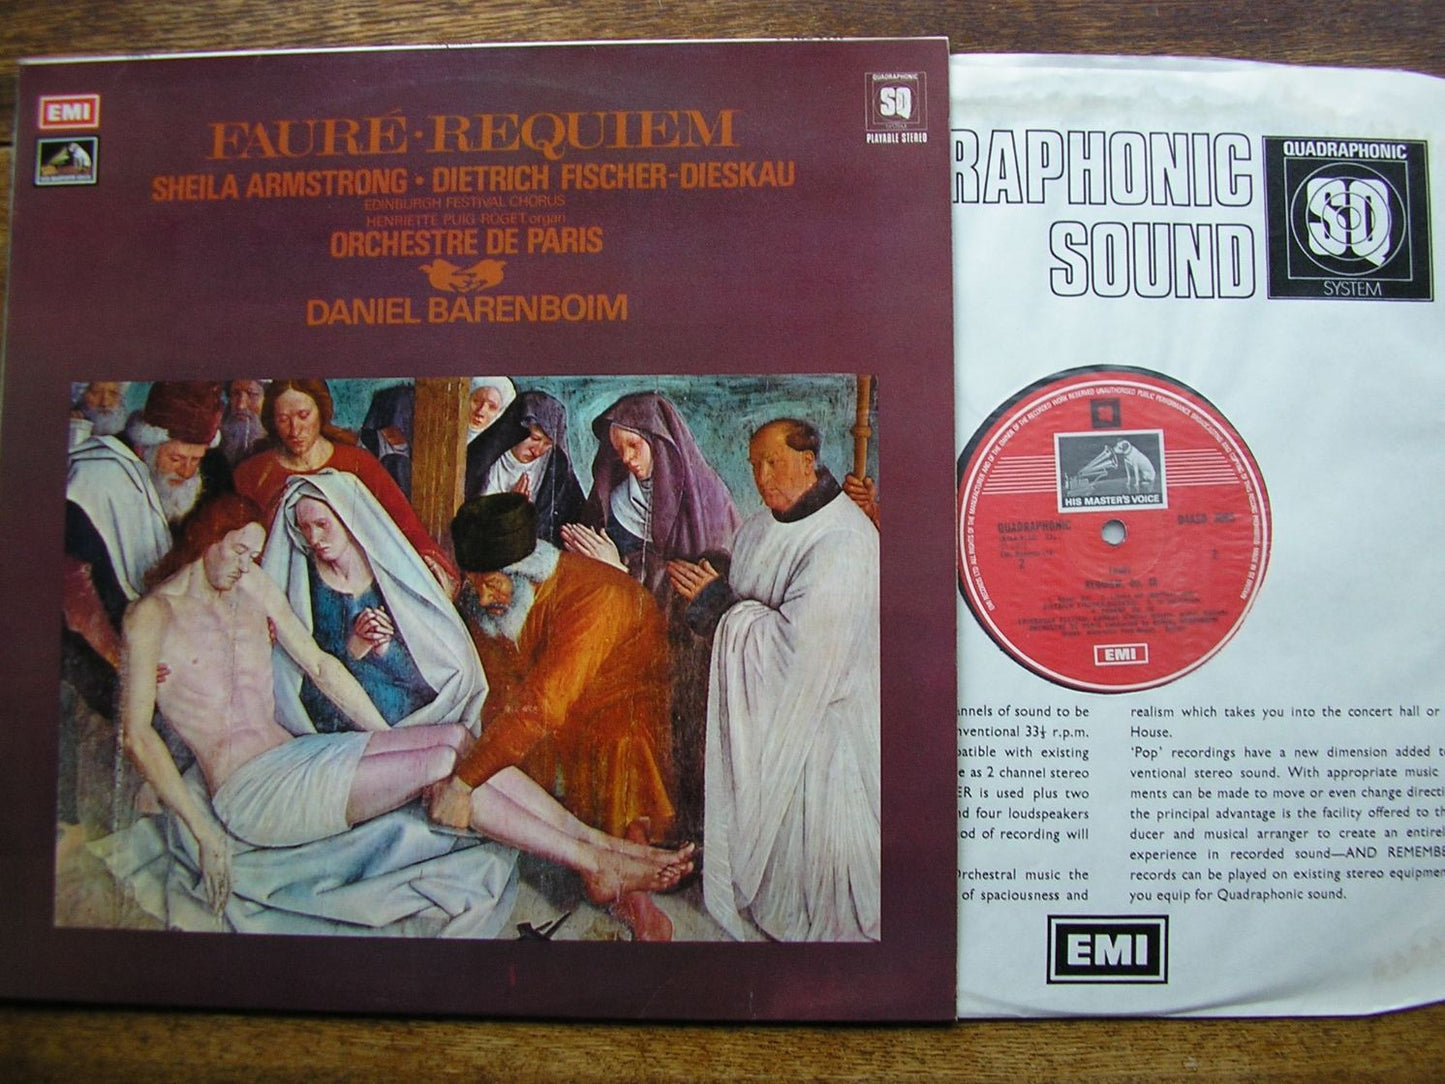 EMI
FAURÉ · REQUIEM
SHEILA ARMSTRONG · DIETRICH FISCHER-DIESKAU
EDINBURGH FESTIVAL CHORUS
HENRIETTE PUIG-ROGET organ
ORCHESTRE DE PARIS
DANIEL BARENBOIM
QUADRAPHONIC
SQ
PLAYABLE STEREO
RAPHONIC
SOUND
QUADRAPHONIC
SQ
SYSTEM
HIS MASTER'S VOICE
QUADRAPHONIC
2
2
REQUIEM, Op. 48
EMI
nnels of sound to be
nventional 33⅓ r.p.m.
patible with existing
e as 2 channel stereo
ER is used plus two
nd four loudspeakers
od of recording will
Orchestral music the
of spaciousness and
realism which takes you into the concert hall or
House.
'Pop' recordings have a new dimension added t
ventional stereo sound. With appropriate music
ments can be made to move or even change directi
the principal advantage is the facility offered to th
ducer and musical arranger to create an entirel
experience in recorded sound—AND REMEMBE
records can be played on existing stereo equipmen
you equip for Quadraphonic sound.
EMI